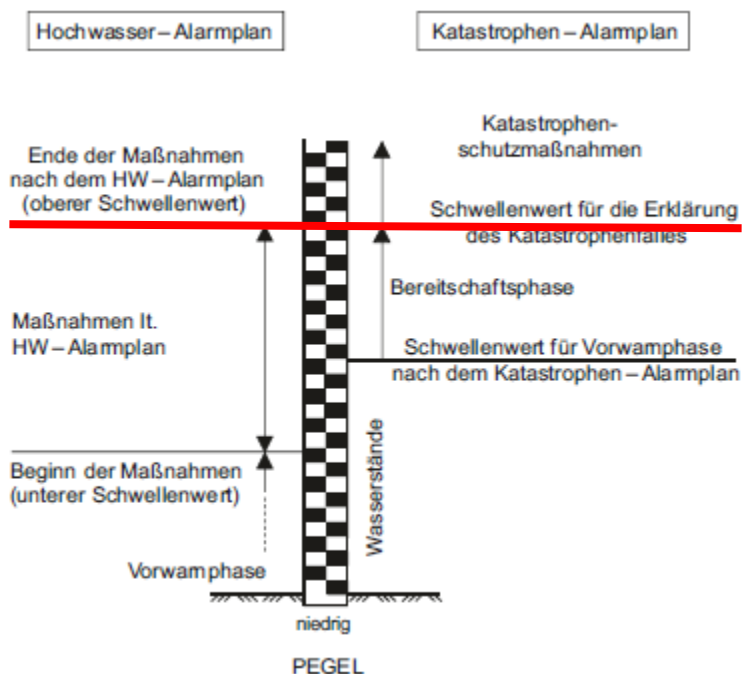 Hochwasser – Alarmplan
Katastrophen – Alarmplan
Ende der Maßnahmen
nach dem HW – Alarmplan
(oberer Schwellenwert)
Katastrophen-
schutzmaßnahmen
Schwellenwert für die Erklärung
des Katastrophenfalles
Bereitschaftsphase
Maßnahmen lt.
HW – Alarmplan
Schwellenwert für Vorwarnphase
nach dem Katastrophen – Alarmplan
Beginn der Maßnahmen
(unterer Schwellenwert)
Wasserstände
Vorwarnphase
niedrig
PEGEL